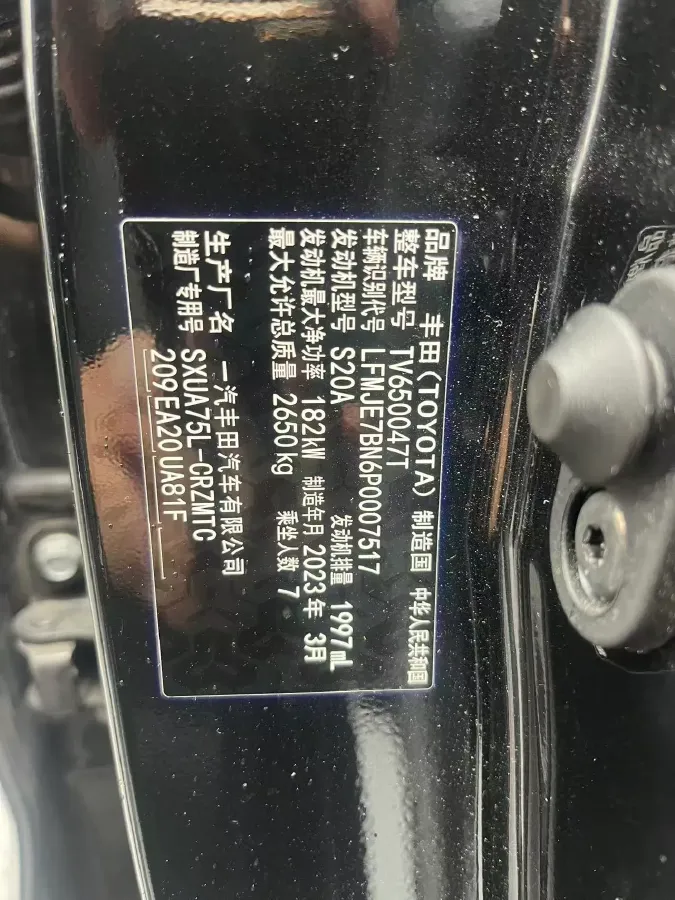 品牌 丰田(TOYOTA) 制造国 中华人民共和国
整车型号 TV650047T
车辆识别代号 LFMJE7BN6P0007517
发动机型号 S20A 发动机排量 1997mL
发动机最大净功率 182kW 制造年月 2023年 3月
最大允许总质量 2650kg 乘坐人数 7
生产厂名 一汽丰田汽车有限公司
制造厂专用号 SXUA75L-CRZMTC
209EA20UA81F